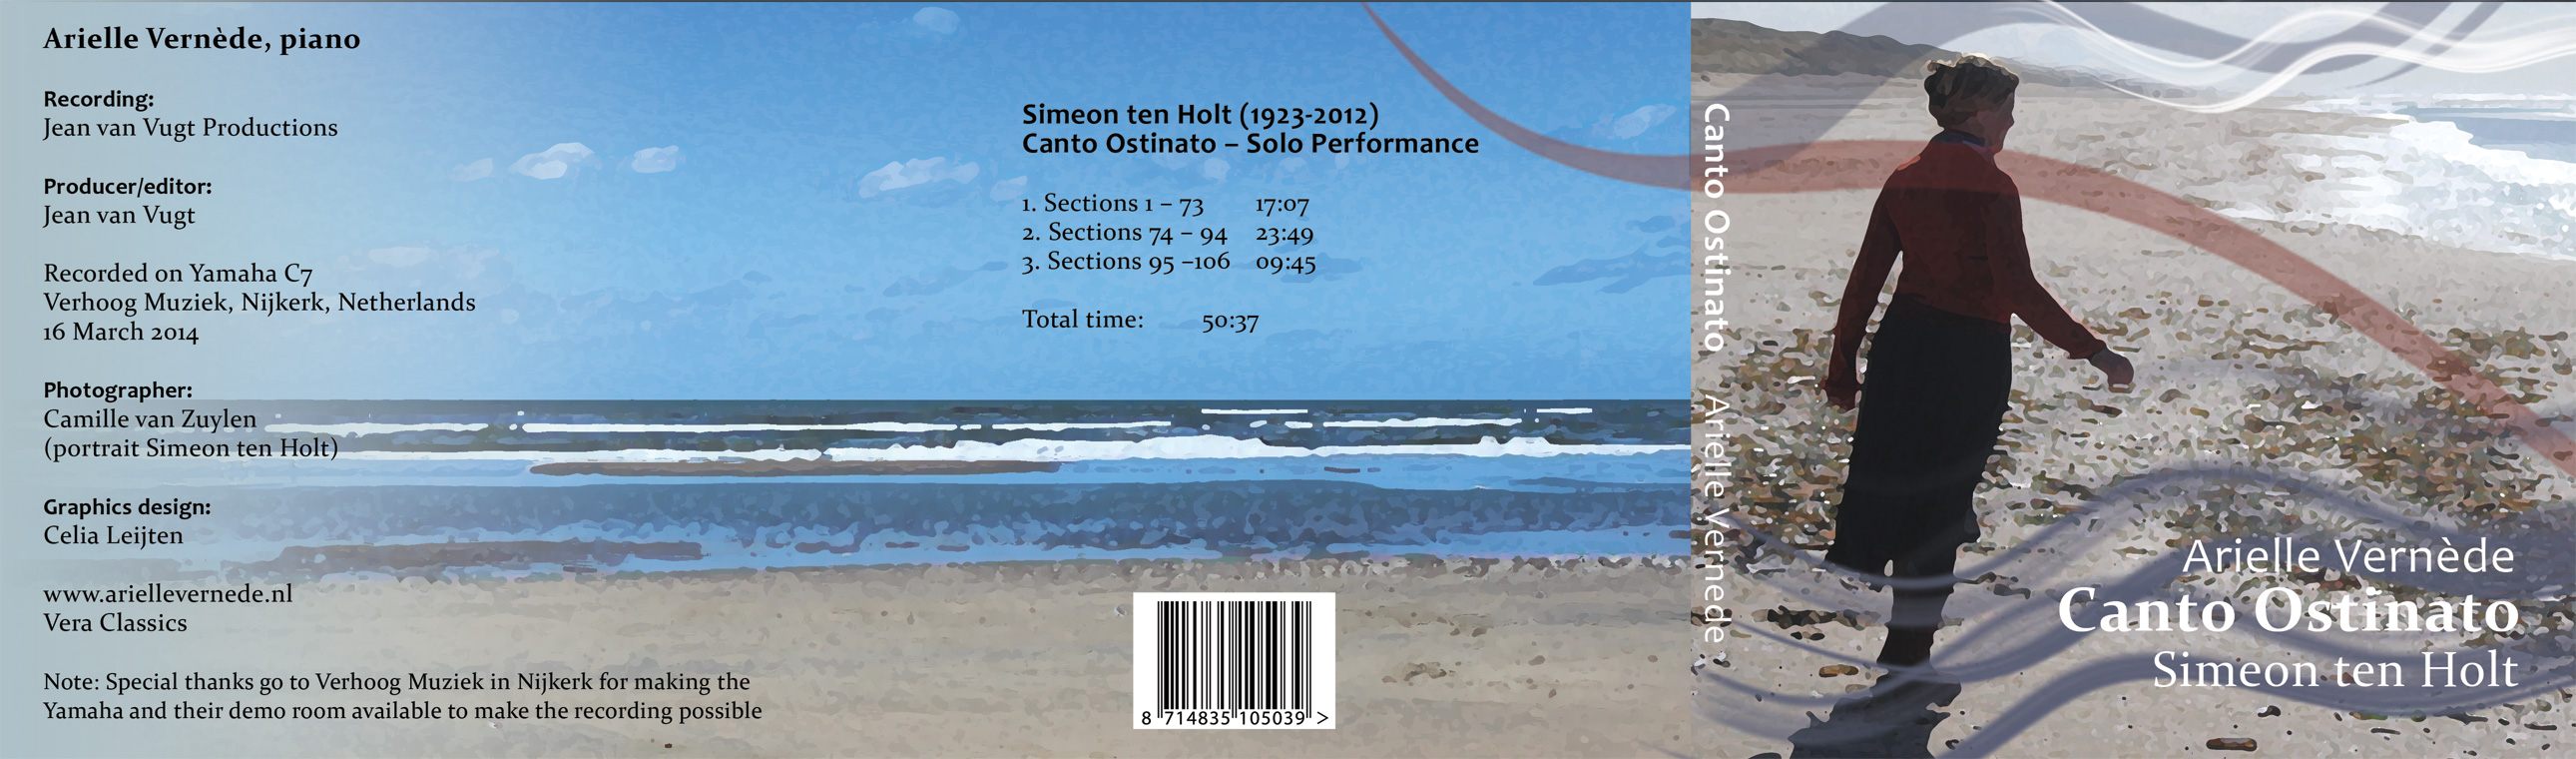 Arielle Vernède, piano
Recording:
Jean van Vugt Productions
Producer/editor:
Jean van Vugt
Recorded on Yamaha C7
Verhoog Muziek, Nijkerk, Netherlands
16 March 2014
Photographer:
Camille van Zuylen
(portrait Simeon ten Holt)
Graphics design:
Celia Leijten
www.ariellevernede.nl
Vera Classics
Note: Special thanks go to Verhoog Muziek in Nijkerk for making the
Yamaha and their demo room available to make the recording possible
Simeon ten Holt (1923-2012)
Canto Ostinato – Solo Performance
1. Sections 1 – 73 17:07
2. Sections 74 – 94 23:49
3. Sections 95 –106 09:45
Total time: 50:37
8 714835 105039 >
Canto Ostinato Arielle Vernède
Arielle Vernède
Canto Ostinato
Simeon ten Holt